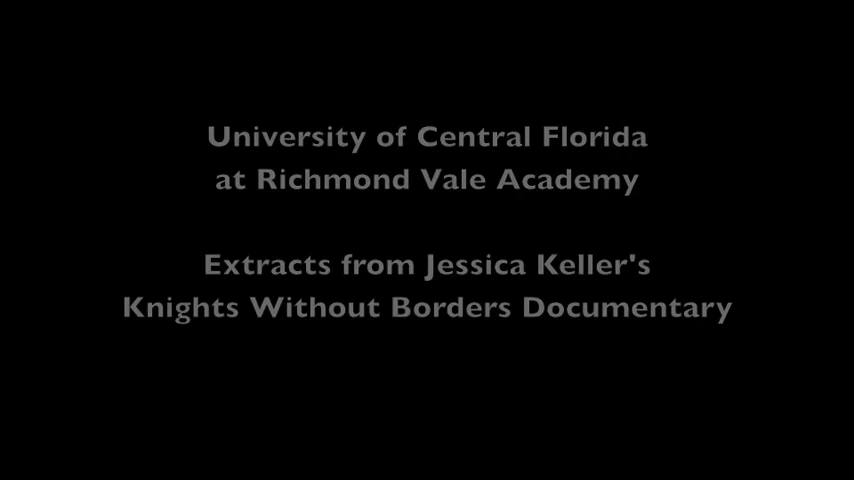 University of Central Florida
at Richmond Vale Academy
Extracts from Jessica Keller's
Knights Without Borders Documentary